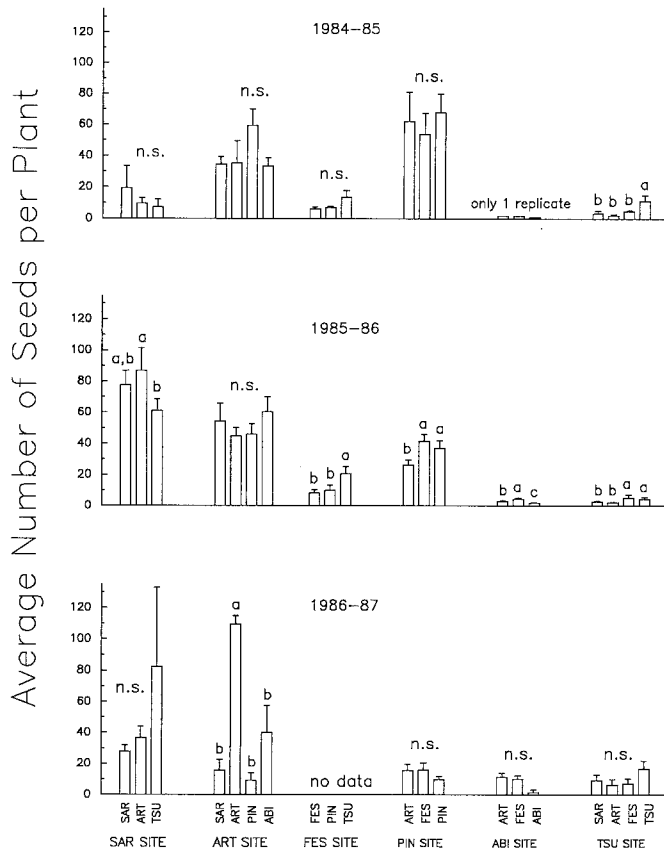 Average Number of Seeds per Plant
1984-85
120
100
80
60
40
20
0
n.s.
n.s.
n.s.
n.s.
only 1 replicate
b b b a
1985-86
120
100
80
60
40
20
0
a,b a b
n.s.
b b a
b a a
b a c
b b a a
1986-87
120
100
80
60
40
20
0
n.s.
b a b b
no data
n.s.
n.s.
n.s.
SAR ART TSU
SAR ART PIN ABI
FES PIN TSU
ART FES PIN
ART FES ABI
SAR ART FES TSU
SAR SITE ART SITE FES SITE PIN SITE ABI SITE TSU SITE